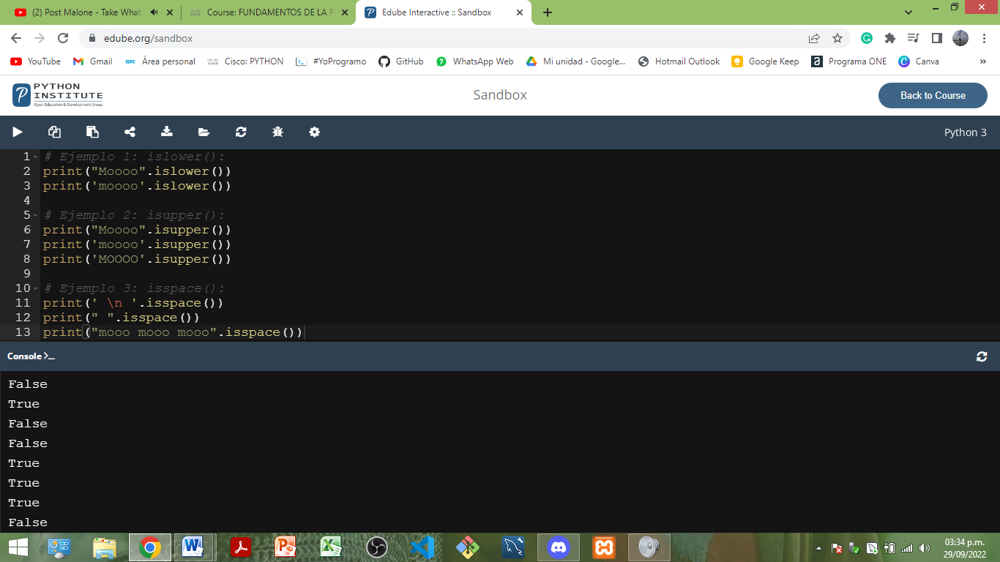 (2) Post Malone - Take What
Course: FUNDAMENTOS DE LA P
Edube Interactive :: Sandbox
edube.org/sandbox
YouTube Gmail Área personal Cisco: PYTHON #YoProgramo GitHub WhatsApp Web Mi unidad - Google... Hotmail Outlook Google Keep Programa ONE Canva »
PYTHON
INSTITUTE
Open Education & Development Group
Sandbox
Back to Course
Python 3
1 # Ejemplo 1: islower():
2 print("Moooo".islower())
3 print('moooo'.islower())
4
5 # Ejemplo 2: isupper():
6 print("Moooo".isupper())
7 print('moooo'.isupper())
8 print('MOOOO'.isupper())
9
10 # Ejemplo 3: isspace():
11 print(' \n '.isspace())
12 print(" ".isspace())
13 print("mooo mooo mooo".isspace())
Console >_
False
True
False
False
True
True
True
False
03:34 p.m.
29/09/2022